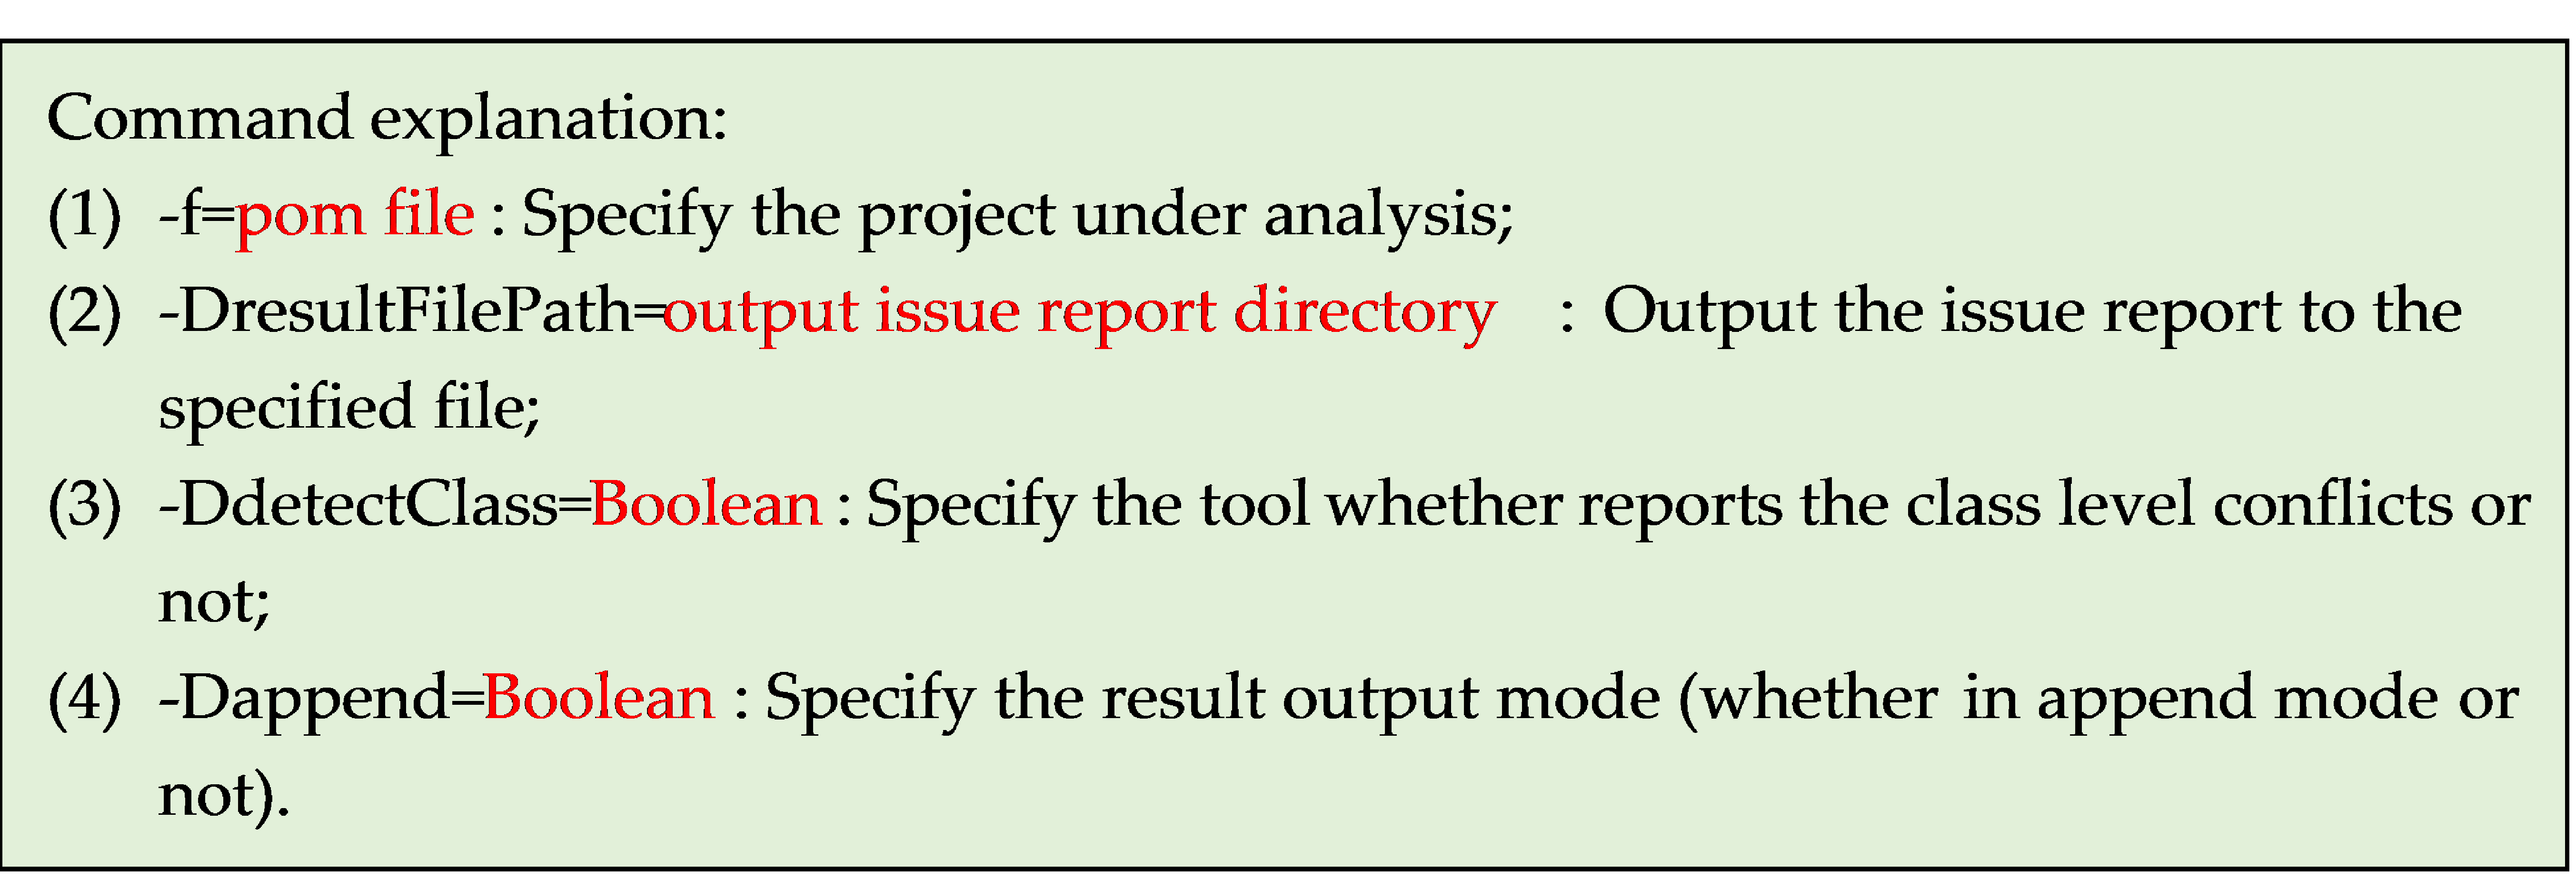 Command explanation:
(1) -f=pom file : Specify the project under analysis;
(2) -DresultFilePath=output issue report directory : Output the issue report to the
specified file;
(3) -DdetectClass=Boolean : Specify the tool whether reports the class level conflicts or
not;
(4) -Dappend=Boolean : Specify the result output mode (whether in append mode or
not).